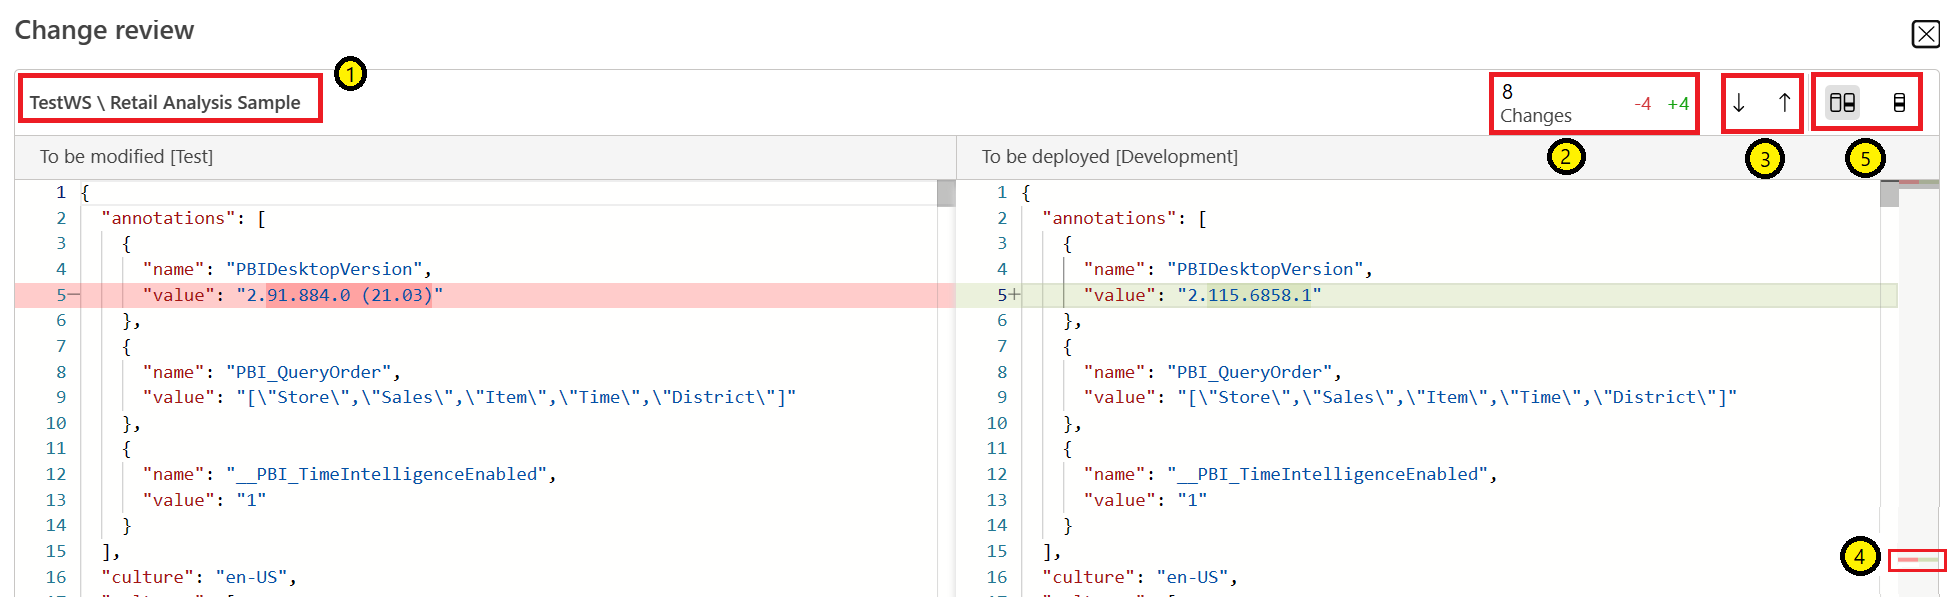 Change review
1
TestWS \ Retail Analysis Sample
8
Changes
-4 +4
2
3
5
To be modified [Test]
1 {
2 "annotations": [
3 {
4 "name": "PBIDesktopVersion",
5− "value": "2.91.884.0 (21.03)"
6 },
7 {
8 "name": "PBI_QueryOrder",
9 "value": "[\"Store\",\"Sales\",\"Item\",\"Time\",\"District\"]"
10 },
11 {
12 "name": "__PBI_TimeIntelligenceEnabled",
13 "value": "1"
14 }
15 ],
16 "culture": "en-US",
To be deployed [Development]
1 {
2 "annotations": [
3 {
4 "name": "PBIDesktopVersion",
5+ "value": "2.115.6858.1"
6 },
7 {
8 "name": "PBI_QueryOrder",
9 "value": "[\"Store\",\"Sales\",\"Item\",\"Time\",\"District\"]"
10 },
11 {
12 "name": "__PBI_TimeIntelligenceEnabled",
13 "value": "1"
14 }
15 ],
16 "culture": "en-US",
4